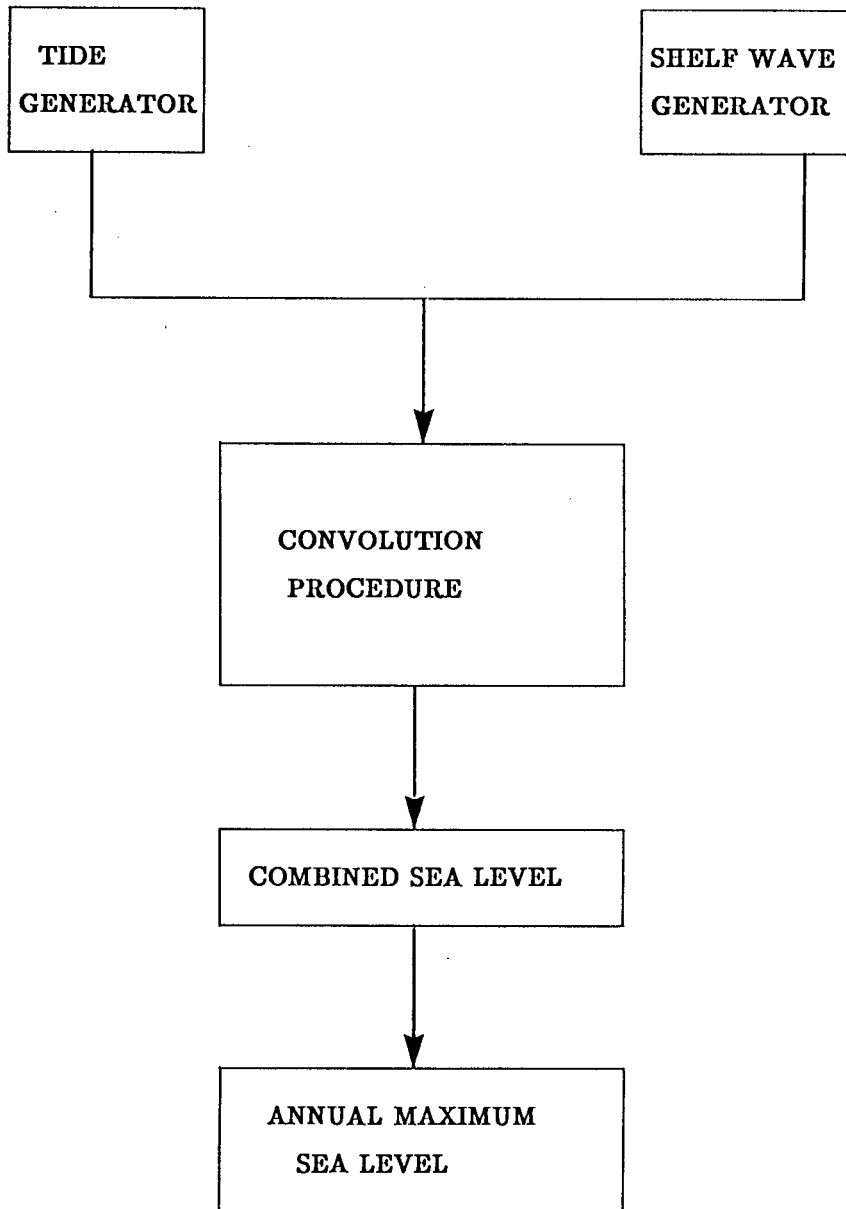 TIDE
GENERATOR
SHELF WAVE
GENERATOR
CONVOLUTION
PROCEDURE
COMBINED SEA LEVEL
ANNUAL MAXIMUM
SEA LEVEL